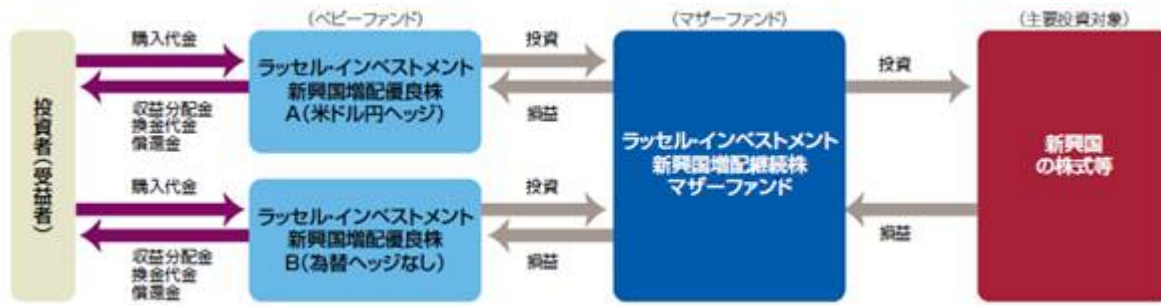 (ベビーファンド)
(マザーファンド)
(主要投資対象)
投資者(受益者)
購入代金
収益分配金
換金代金
償還金
ラッセル・インベストメント
新興国増配優良株
A(米ドル円ヘッジ)
投資
損益
購入代金
収益分配金
換金代金
償還金
ラッセル・インベストメント
新興国増配優良株
B(為替ヘッジなし)
投資
損益
ラッセル・インベストメント
新興国増配継続株
マザーファンド
投資
損益
新興国
の株式等